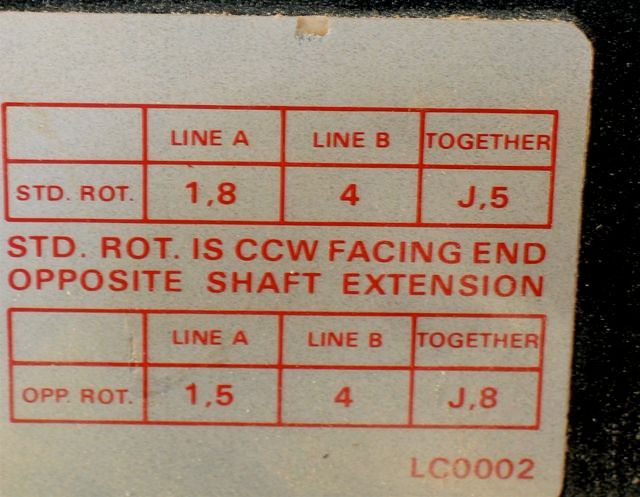 LINE A LINE B TOGETHER
STD. ROT. 1,8 4 J,5
STD. ROT. IS CCW FACING END
OPPOSITE SHAFT EXTENSION
LINE A LINE B TOGETHER
OPP. ROT. 1,5 4 J,8
LC0002